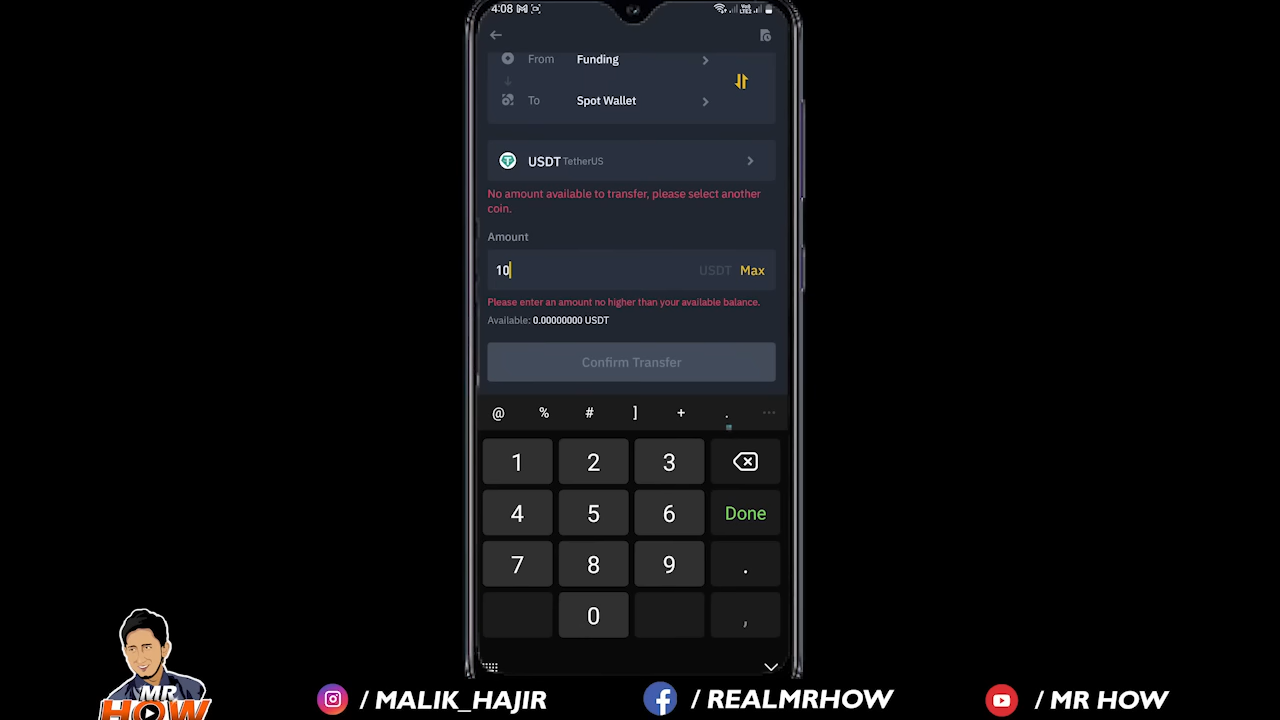 4:08
From Funding
To Spot Wallet
USDT TetherUS
No amount available to transfer, please select another
coin.
Amount
10 USDT Max
Please enter an amount no higher than your available balance.
Available: 0.00000000 USDT
Confirm Transfer
@ % # ] + . ...
1 2 3
4 5 6 Done
7 8 9 .
0 ,
MR
HOW
/ MALIK_HAJIR
/ REALMRHOW
/ MR HOW